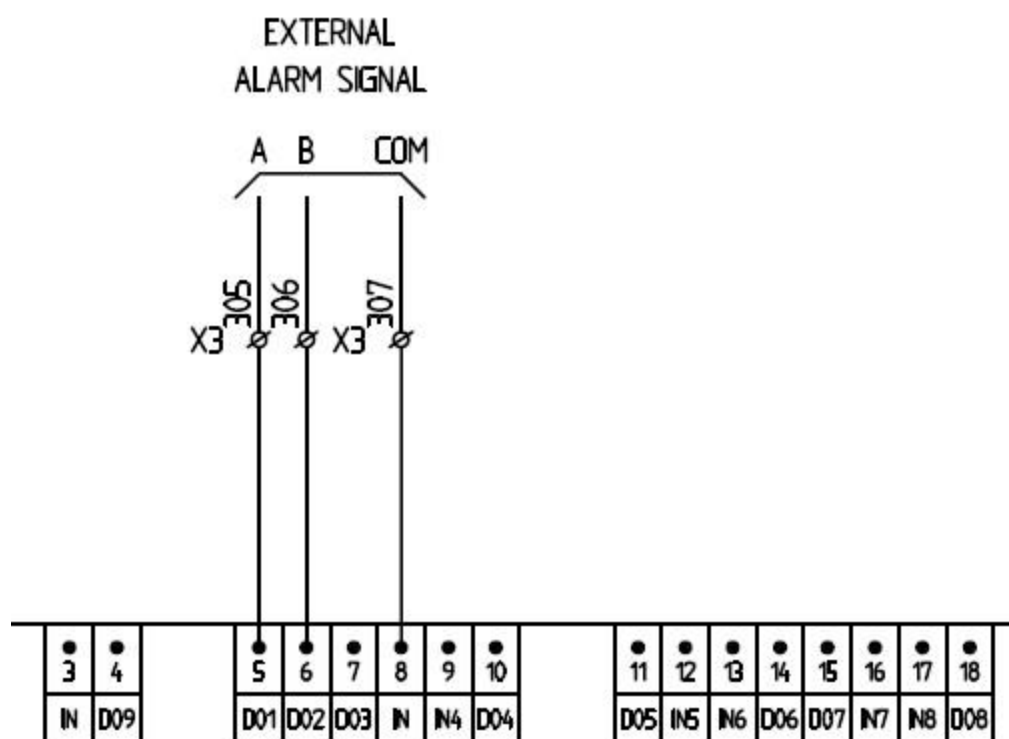 EXTERNAL
ALARM SIGNAL
A B COM
305 306 307
X3 X3
3 4 5 6 7 8 9 10 11 12 13 14 15 16 17 18
IN DO9 DO1 DO2 DO3 IN IN4 DO4 DO5 IN5 IN6 DO6 DO7 IN7 IN8 DO8